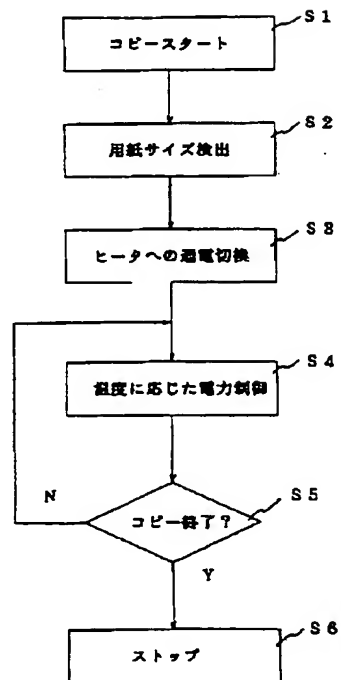 S1
コピースタート
S2
用紙サイズ検出
S3
ヒータへの通電切換
S4
温度に応じた電力制御
S5
コピー終了?
N
Y
S6
ストップ